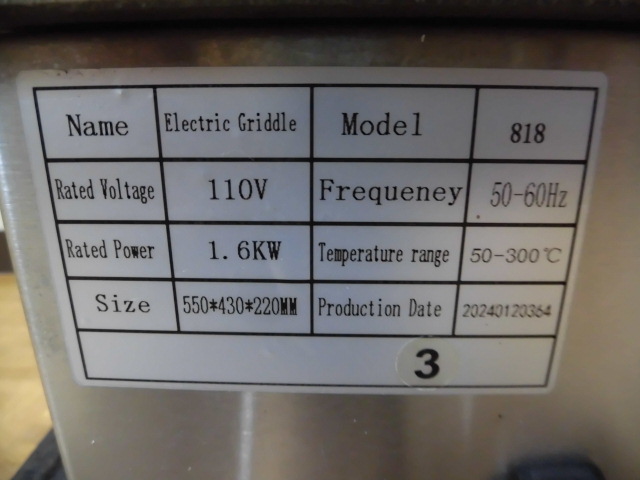 Name Electric Griddle Model 818
Rated Voltage 110V Frequeney 50-60Hz
Rated Power 1.6KW Temperature range 50-300℃
Size 550*430*220MM Production Date 20240120364
3